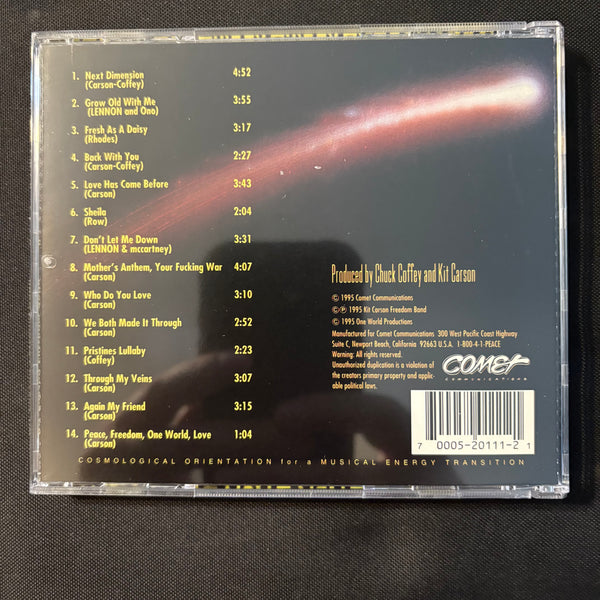 1. Next Dimension 4:52
(Carson-Coffey)
2. Grow Old With Me 3:55
(LENNON and Ono)
3. Fresh As A Daisy 3:17
(Rhodes)
4. Back With You 2:27
(Carson-Coffey)
5. Love Has Come Before 3:43
(Carson)
6. Sheila 2:04
(Row)
7. Don't Let Me Down 3:31
(LENNON & mccartney)
8. Mother's Anthem, Your Fucking War 4:07
(Carson)
9. Who Do You Love 3:10
(Carson)
10. We Both Made It Through 2:52
(Carson)
11. Pristines Lullaby 2:23
(Coffey)
12. Through My Veins 3:07
(Carson)
13. Again My Friend 3:15
(Carson)
14. Peace, Freedom, One World, Love 1:04
(Carson)
Produced by Chuck Coffey and Kit Carson
© 1995 Comet Communications
©℗ 1995 Kit Carson Freedom Band
© 1995 One World Productions
Manufactured for Comet Communications 300 West Pacific Coast Highway
Suite C, Newport Beach, California 92663 U.S.A. 1-800-4-1-PEACE
Warning: All rights reserved.
Unauthorized duplication is a violation of
the creators primary property and applic-
able political laws.
COMET
communications
7 0005-20111-2 1
COSMOLOGICAL ORIENTATION for a MUSICAL ENERGY TRANSITION